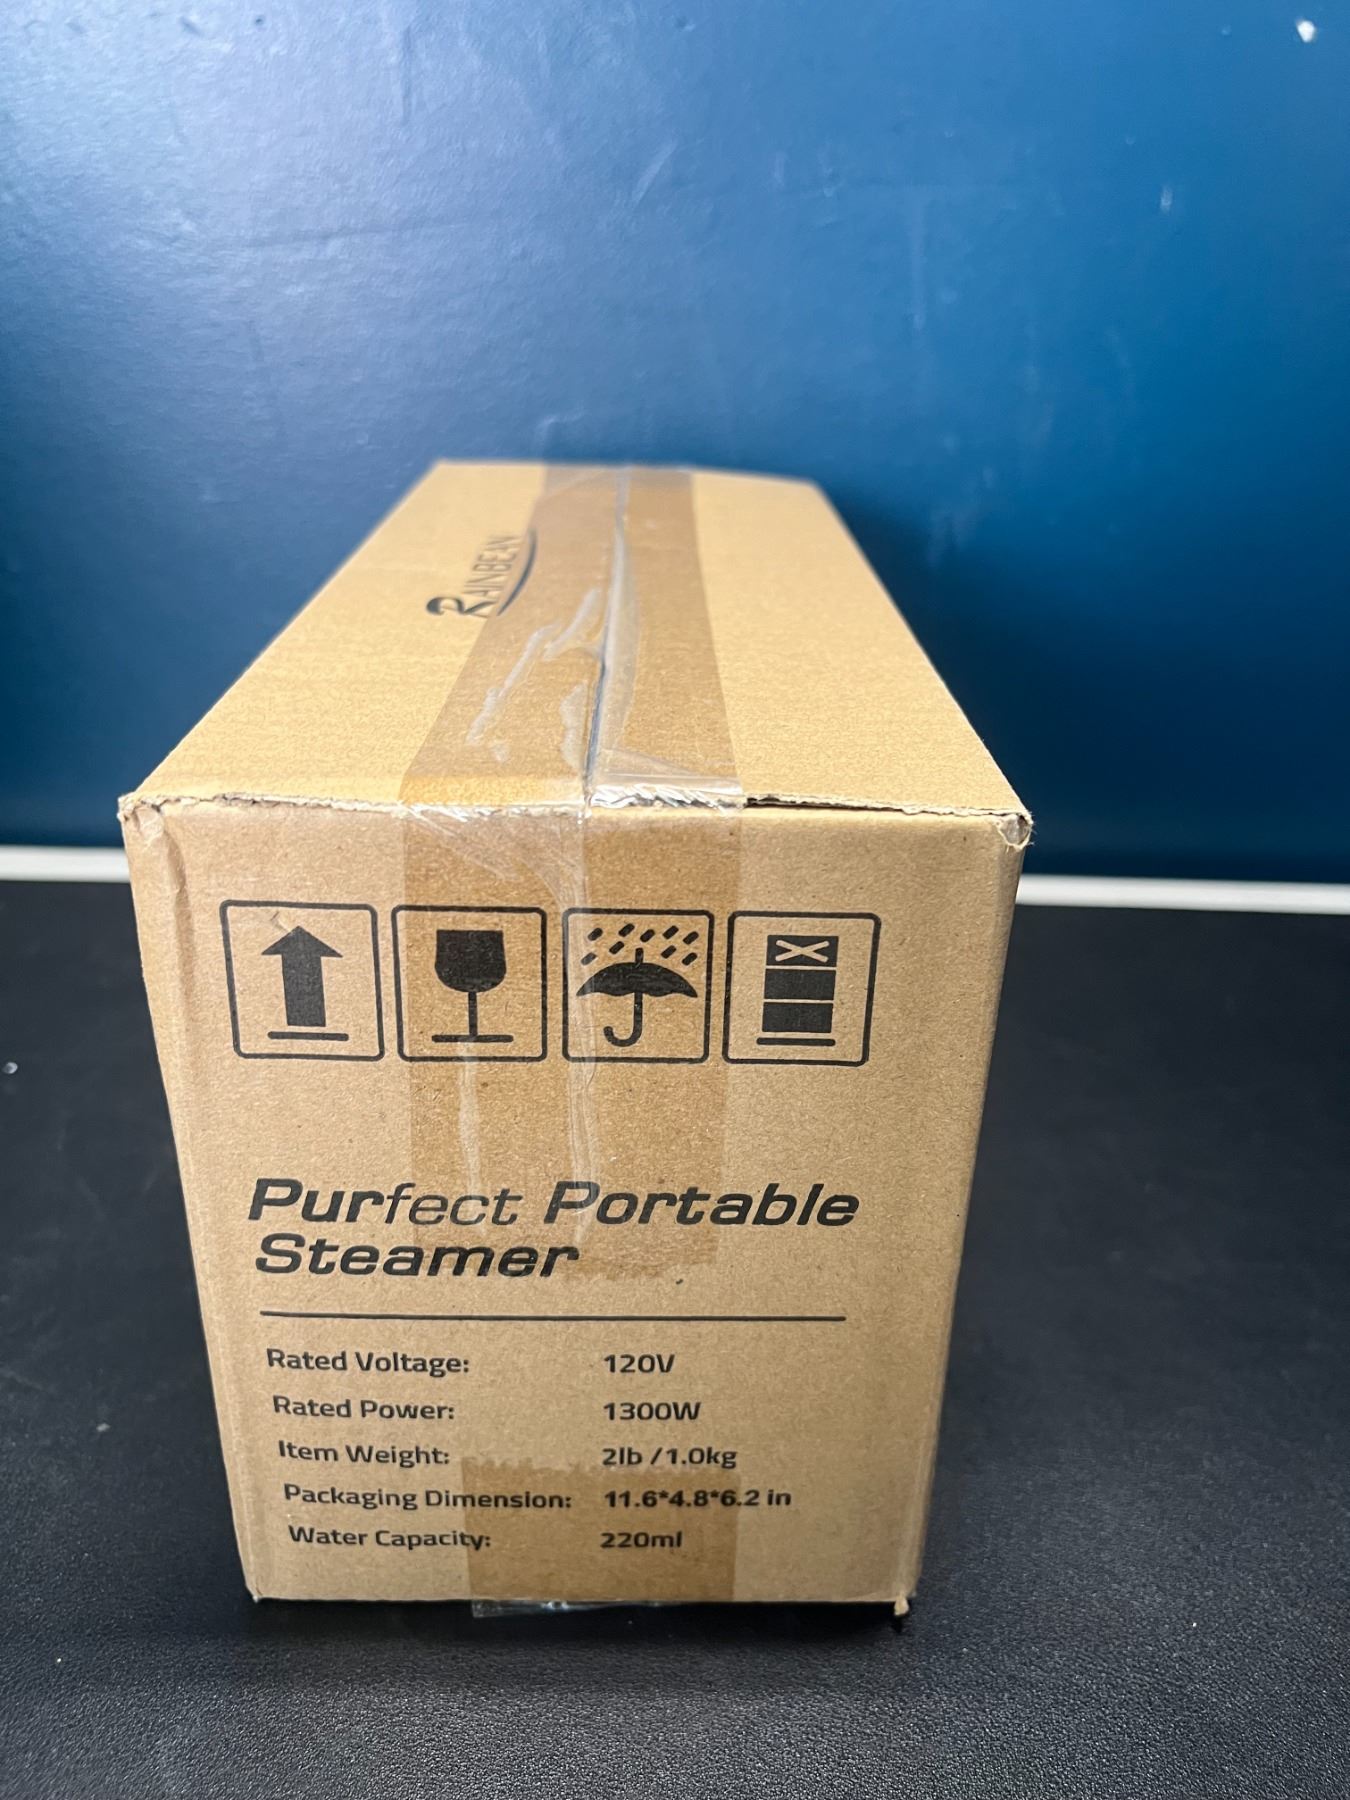 RAINBEAN
Purfect Portable
Steamer
Rated Voltage: 120V
Rated Power: 1300W
Item Weight: 2lb /1.0kg
Packaging Dimension: 11.6*4.8*6.2 in
Water Capacity: 220ml